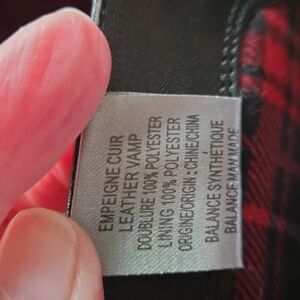 EMPEIGNE CUIR
LEATHER VAMP
DOUBLURE 100% POLYESTER
LINING 100% POLYESTER
ORIGINE/ORIGIN: CHINE/CHINA
BALANCE SYNTHÉTIQUE
BALANCE MAN MADE